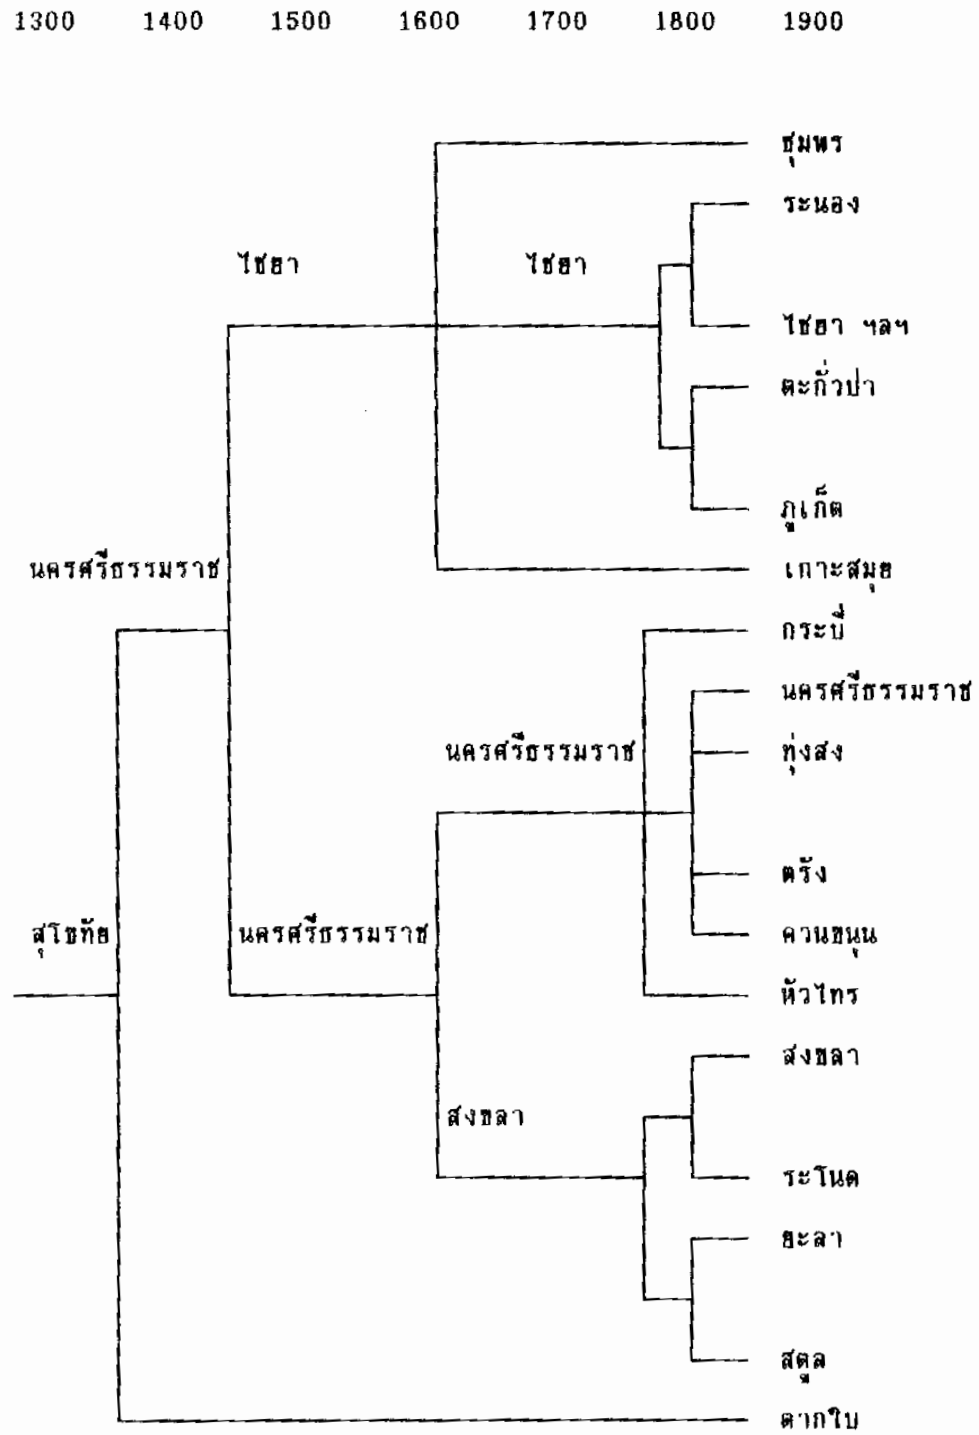 1300 1400 1500 1600 1700 1800 1900
ชุมพร
ระนอง
ไชยา ไชยา
ไชยา ฯลฯ
ตะกั่วป่า
ภูเก็ต
นครศรีธรรมราช เกาะสมุย
กระบี่
นครศรีธรรมราช
นครศรีธรรมราช ทุ่งสง
ตรัง
สุโขทัย นครศรีธรรมราช ควนขนุน
หัวไทร
สงขลา
สงขลา
ระโนด
ยะลา
สตูล
ตากใบ